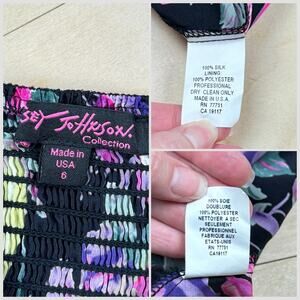 SEY JOHNSON
Collection
Made in
USA
6
100% SILK
LINING:
100% POLYESTER
PROFESSIONAL
DRY CLEAN ONLY
MADE IN U.S.A.
RN 77751
CA 19117
100% SOIE
DOUBLURE
100% POLYESTER
NETTOYER A SEC
SEULEMENT
PROFESSIONNEL
FABRIQUE AUX
ETATS-UNIS
RN 77751
CA19117